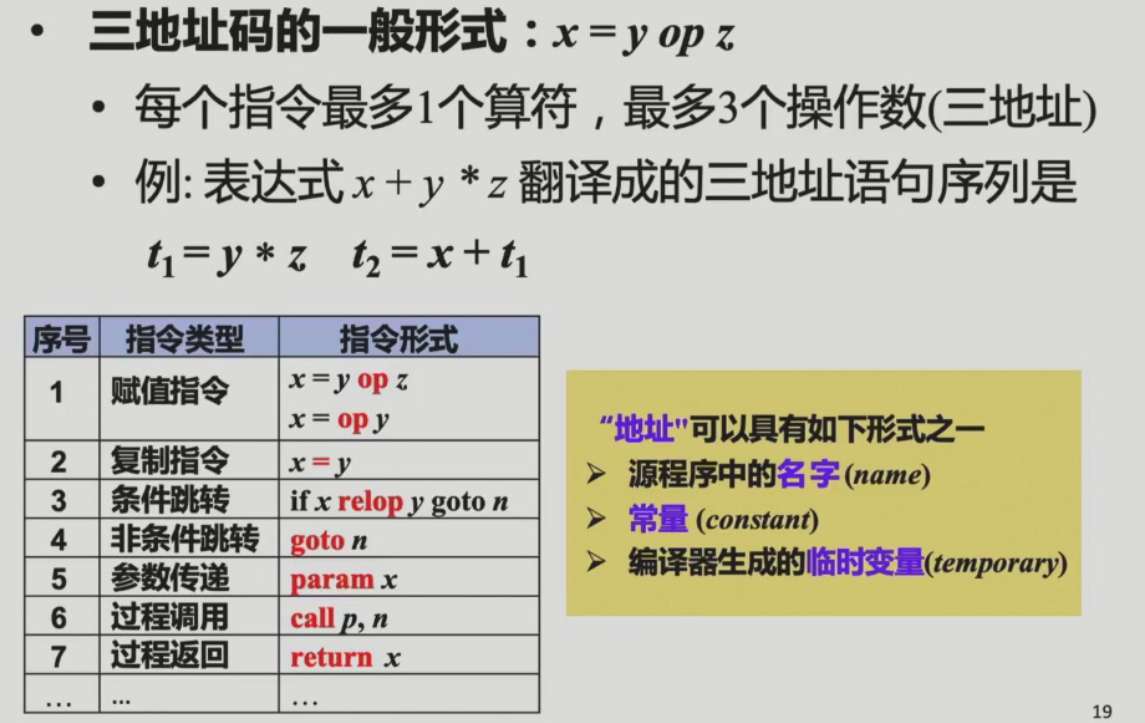 • 三地址码的一般形式：x = y op z
• 每个指令最多1个算符，最多3个操作数(三地址)
• 例: 表达式 x + y * z 翻译成的三地址语句序列是
t₁ = y * z t₂ = x + t₁
序号 指令类型 指令形式
1 赋值指令 x = y op z
x = op y
2 复制指令 x = y
3 条件跳转 if x relop y goto n
4 非条件跳转 goto n
5 参数传递 param x
6 过程调用 call p, n
7 过程返回 return x
… ... …
“地址"可以具有如下形式之一
➢ 源程序中的名字(name)
➢ 常量 (constant)
➢ 编译器生成的临时变量(temporary)
19